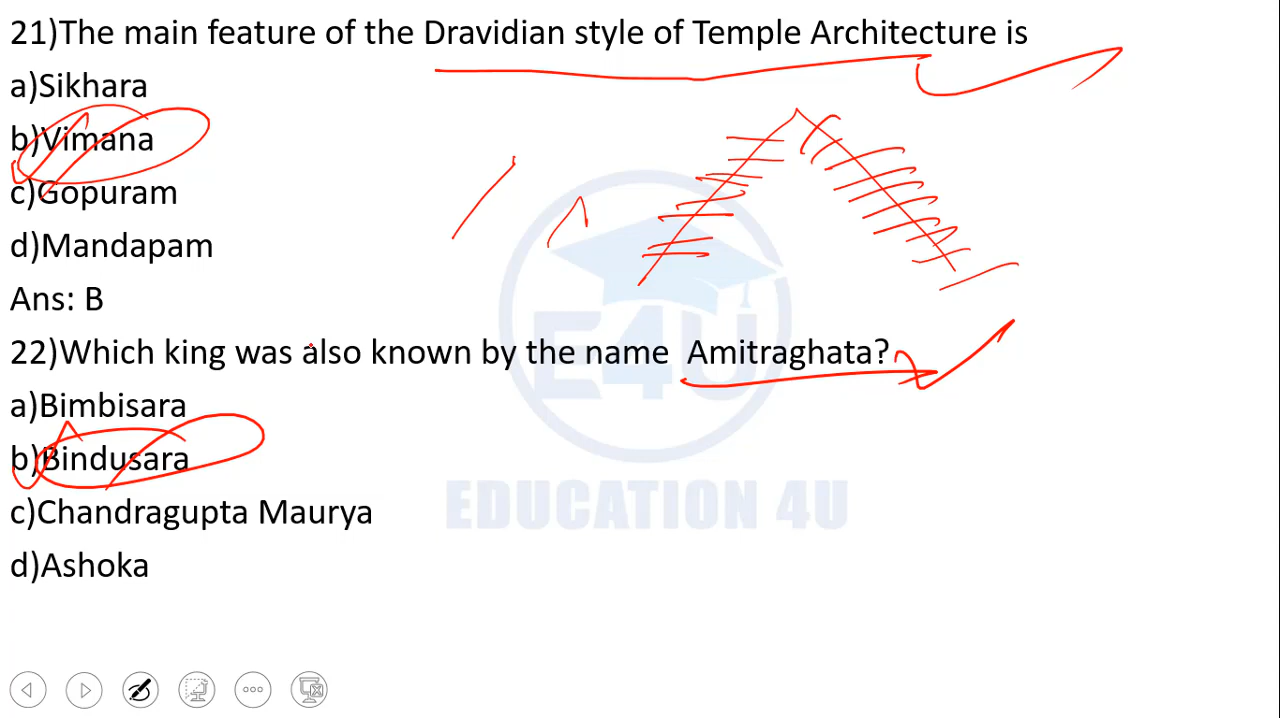 21)The main feature of the Dravidian style of Temple Architecture is
a)Sikhara
b)Vimana
c)Gopuram
d)Mandapam
Ans: B
22)Which king was also known by the name Amitraghata?
a)Bimbisara
b)Bindusara
c)Chandragupta Maurya
d)Ashoka
E4U
EDUCATION 4U